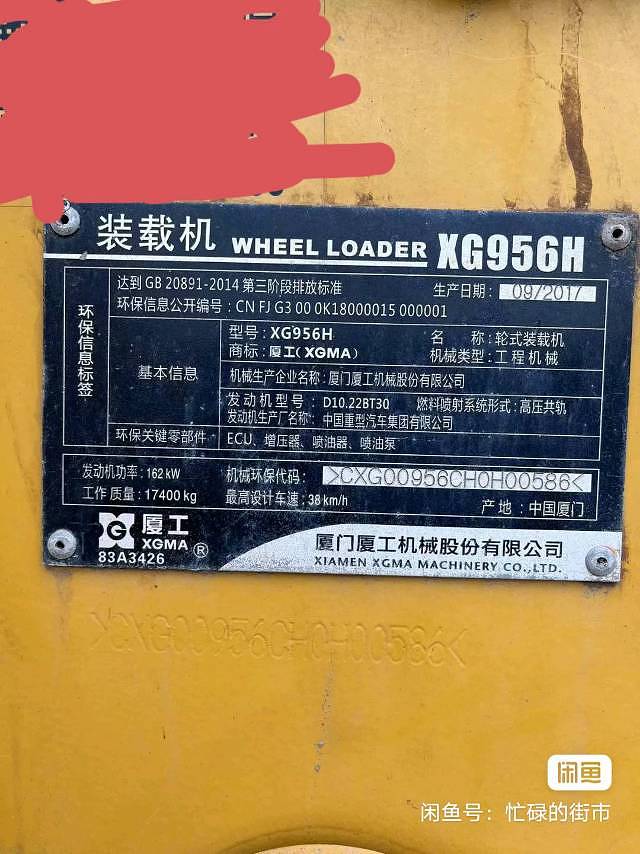 装载机 WHEEL LOADER XG956H
达到 GB 20891-2014 第三阶段排放标准 生产日期: 09/2017
环保信息公开编号: CN FJ G3 00 0K18000015 000001
环保信息标签
基本信息
型号: XG956H 名称: 轮式装载机
商标: 厦工(XGMA) 机械类型: 工程机械
机械生产企业名称: 厦门厦工机械股份有限公司
发动机型号: D10.22BT30 燃料喷射系统形式: 高压共轨
发动机生产厂名称: 中国重型汽车集团有限公司
环保关键零部件 ECU、增压器、喷油器、喷油泵
发动机功率: 162 kW 机械环保代码: >CXG00956CH0H00586<
工作质量: 17400 kg 最高设计车速: 38 km/h 产地: 中国厦门
厦工
XGMA ®
83A3426
厦门厦工机械股份有限公司
XIAMEN XGMA MACHINERY CO.,LTD.
>CXG00956CH0H00586<
闲鱼
闲鱼号: 忙碌的街市